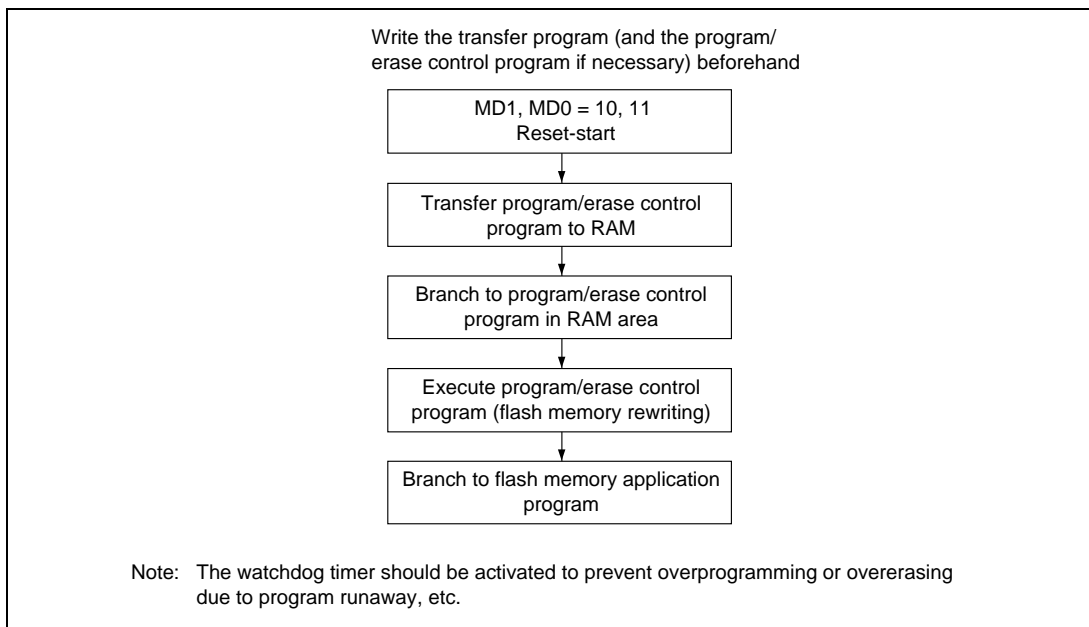 Write the transfer program (and the program/
erase control program if necessary) beforehand
MD1, MD0 = 10, 11
Reset-start
Transfer program/erase control
program to RAM
Branch to program/erase control
program in RAM area
Execute program/erase control
program (flash memory rewriting)
Branch to flash memory application
program
Note: The watchdog timer should be activated to prevent overprogramming or overerasing
due to program runaway, etc.